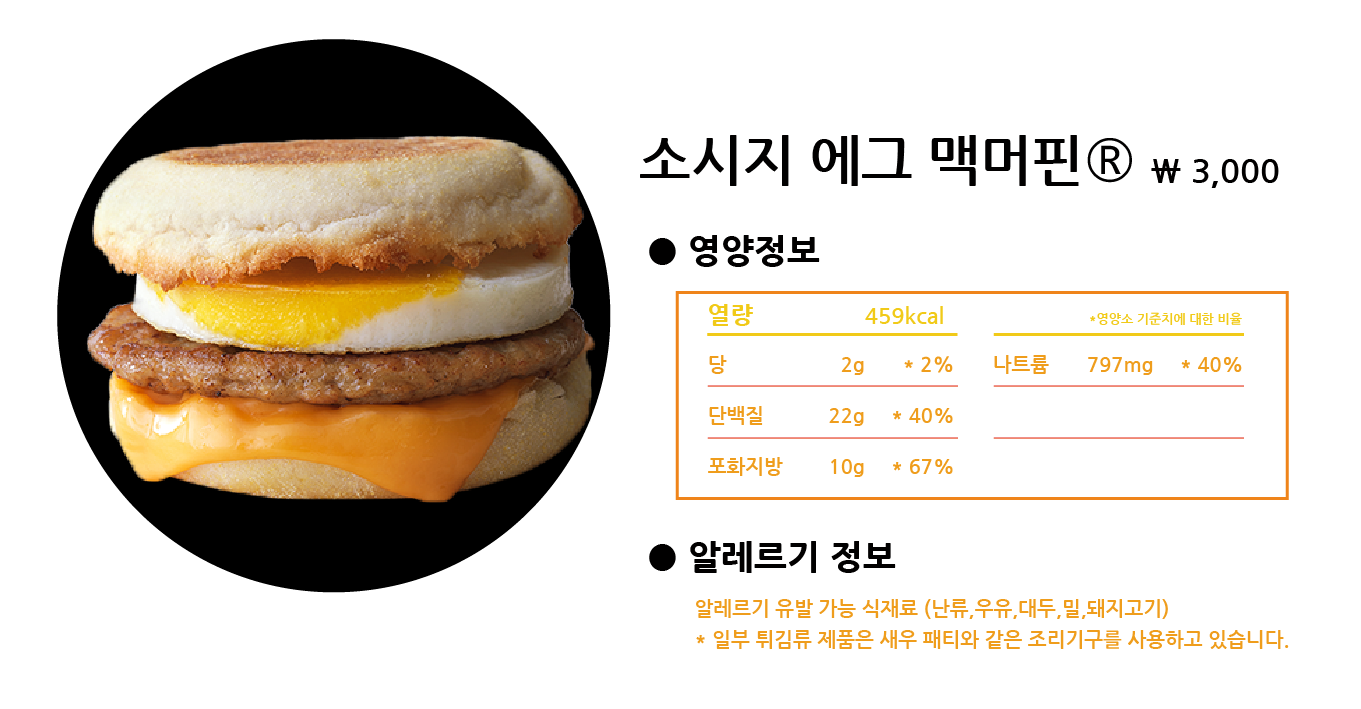 소시지 에그 맥머핀® ₩ 3,000
● 영양정보
열량 459kcal *영양소 기준치에 대한 비율
당 2g * 2% 나트륨 797mg * 40%
단백질 22g * 40%
포화지방 10g * 67%
● 알레르기 정보
알레르기 유발 가능 식재료 (난류,우유,대두,밀,돼지고기)
* 일부 튀김류 제품은 새우 패티와 같은 조리기구를 사용하고 있습니다.